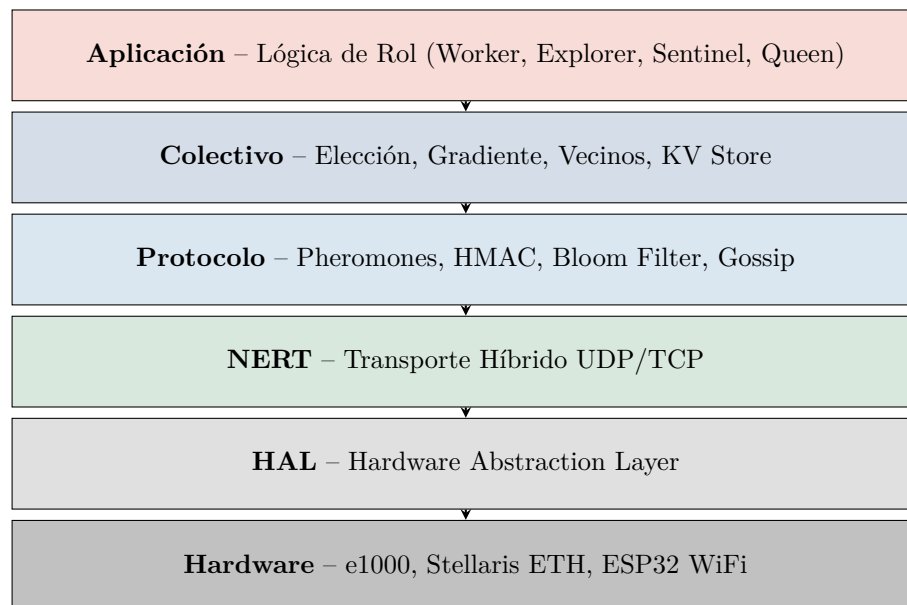 Aplicación – Lógica de Rol (Worker, Explorer, Sentinel, Queen)
Colectivo – Elección, Gradiente, Vecinos, KV Store
Protocolo – Pheromones, HMAC, Bloom Filter, Gossip
NERT – Transporte Híbrido UDP/TCP
HAL – Hardware Abstraction Layer
Hardware – e1000, Stellaris ETH, ESP32 WiFi